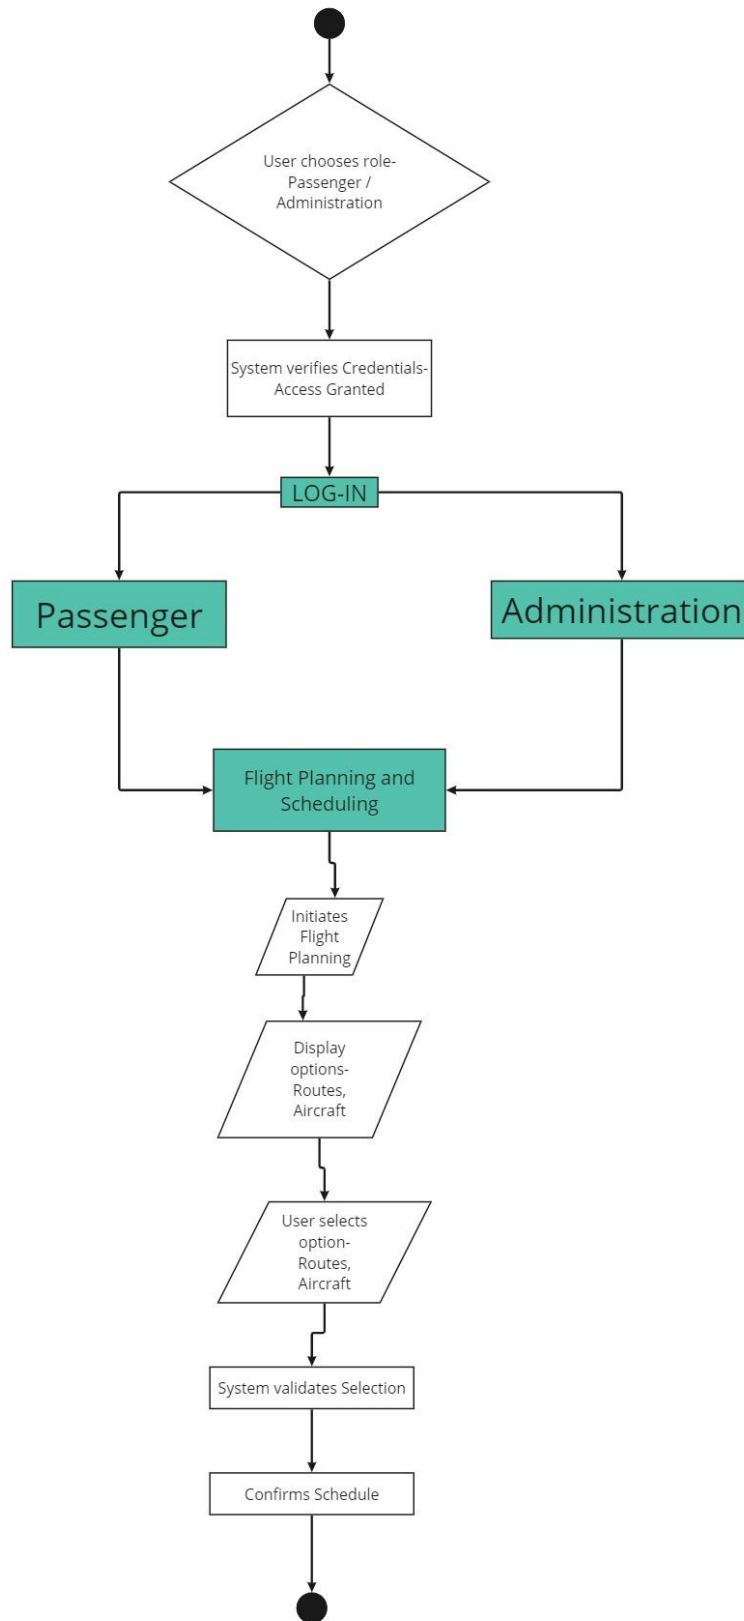 User chooses role-
Passenger /
Administration
System verifies Credentials-
Access Granted
LOG-IN
Passenger
Administration
Flight Planning and
Scheduling
Initiates
Flight
Planning
Display
options-
Routes,
Aircraft
User selects
option-
Routes,
Aircraft
System validates Selection
Confirms Schedule